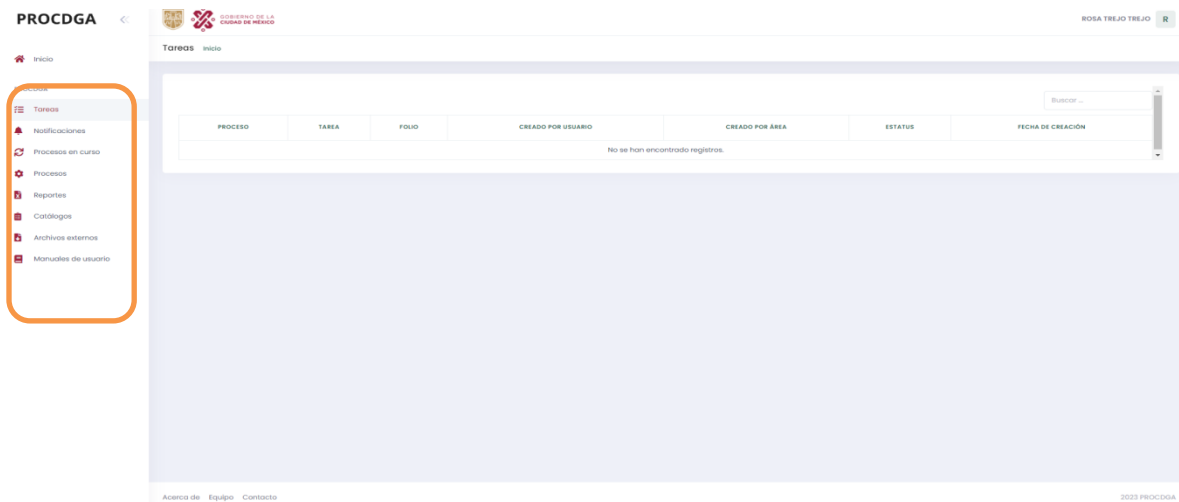 PROCDGA
GOBIERNO DE LA
CIUDAD DE MÉXICO
ROSA TREJO TREJO R
Tareas Inicio
Inicio
PROCDGA
Tareas
Notificaciones
Procesos en curso
Procesos
Reportes
Catálogos
Archivos externos
Manuales de usuario
Buscar ...
PROCESO TAREA FOLIO CREADO POR USUARIO CREADO POR ÁREA ESTATUS FECHA DE CREACIÓN
No se han encontrado registros.
Acerca de Equipo Contacto
2023 PROCDGA